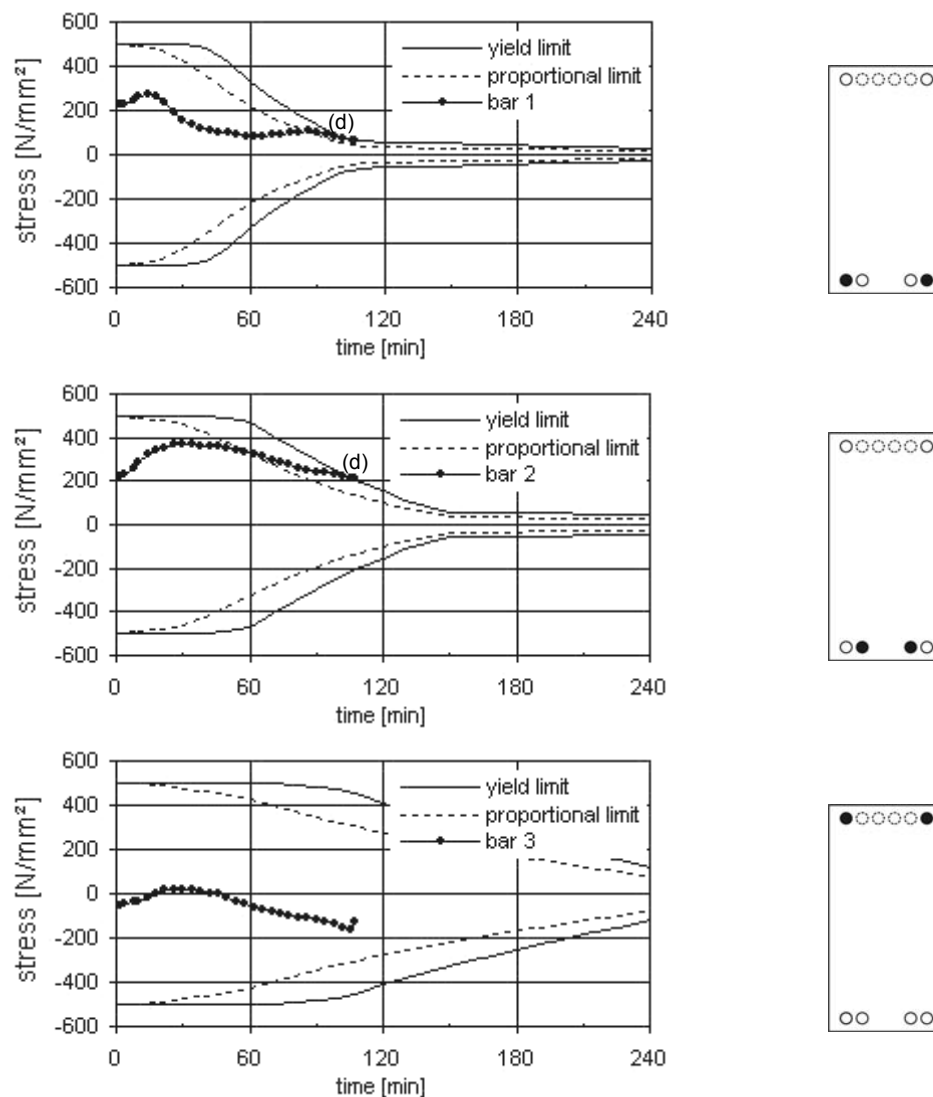 600
400
200
0
-200
-400
-600
stress [N/mm²]
yield limit
proportional limit
bar 1
(d)
0
60
120
180
240
time [min]
600
400
200
0
-200
-400
-600
stress [N/mm²]
yield limit
proportional limit
bar 2
(d)
0
60
120
180
240
time [min]
600
400
200
0
-200
-400
-600
stress [N/mm²]
yield limit
proportional limit
bar 3
0
60
120
180
240
time [min]